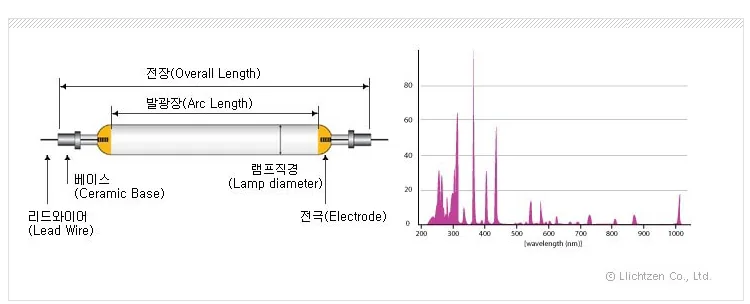 전장(Overall Length)
발광장(Arc Length)
램프직경
(Lamp diameter)
베이스
(Ceramic Base)
리드와이어
(Lead Wire)
전극(Electrode)
80
60
40
20
0
200 300 400 500 600 700 800 900 1000
[wavelength (nm)]
ⓒ Llichtzen Co., Ltd.